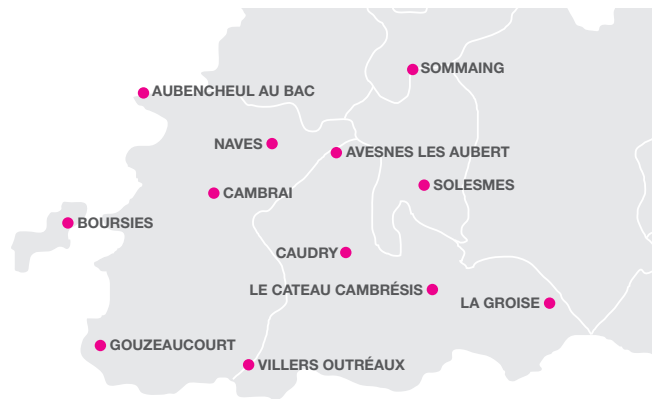 SOMMAING
AUBENCHEUL AU BAC
NAVES
AVESNES LES AUBERT
SOLESMES
CAMBRAI
BOURSIES
CAUDRY
LE CATEAU CAMBRÉSIS
LA GROISE
GOUZEAUCOURT
VILLERS OUTRÉAUX